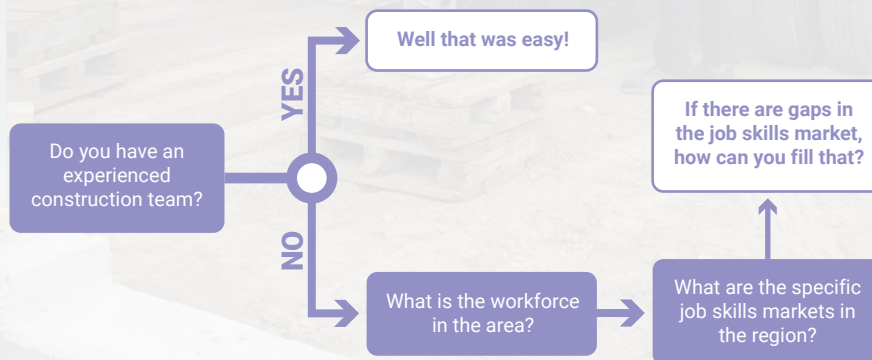 Do you have an
experienced
construction team?
YES
Well that was easy!
NO
What is the workforce
in the area?
What are the specific
job skills markets in
the region?
If there are gaps in
the job skills market,
how can you fill that?